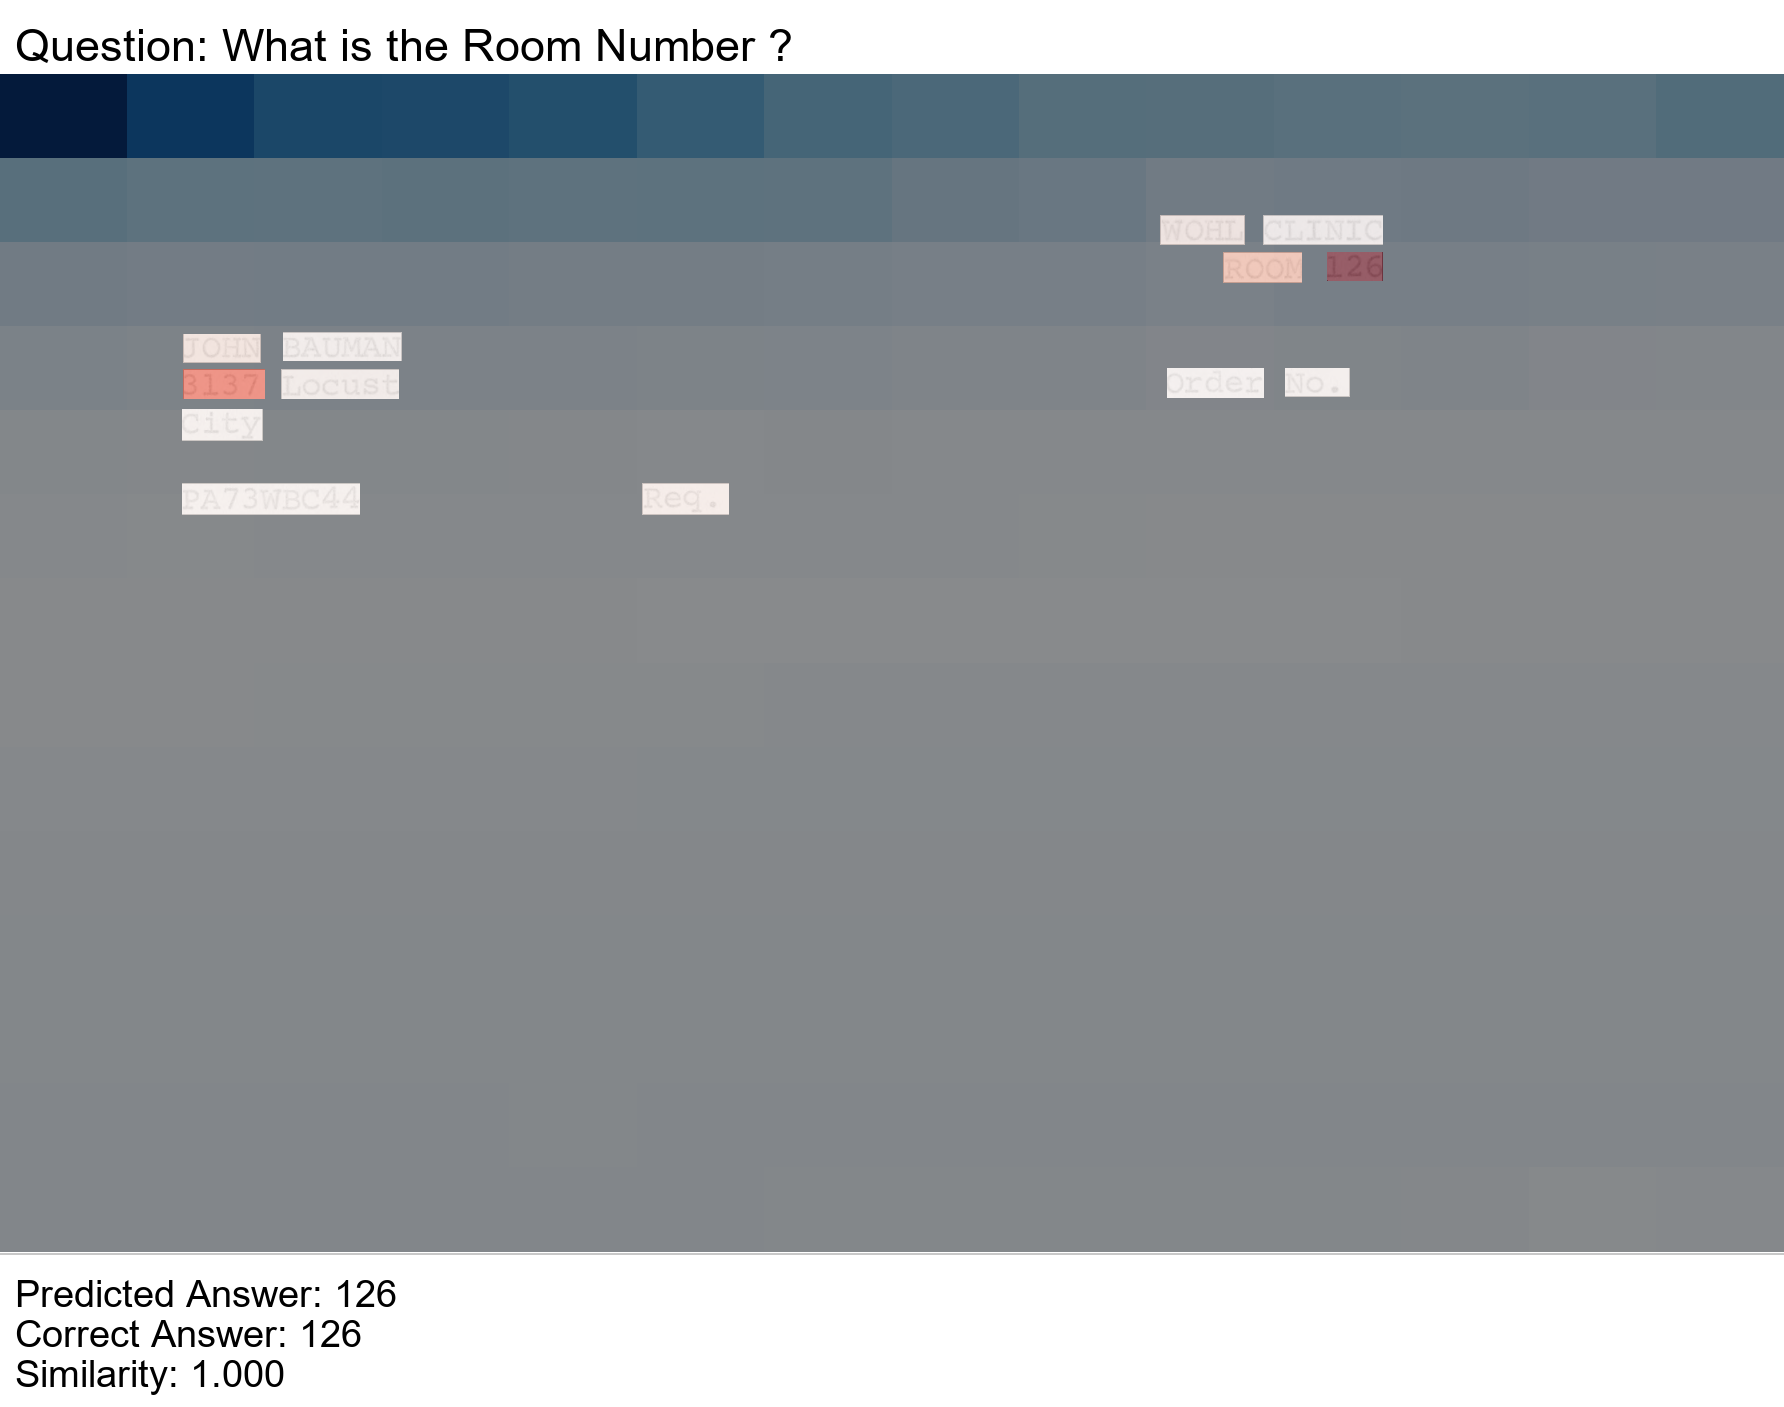 Question: What is the Room Number ?
WOHL CLINIC
ROOM 126
JOHN BAUMAN
3137 Locust
Order No.
City
PA73WBC44
Req.
Predicted Answer: 126
Correct Answer: 126
Similarity: 1.000